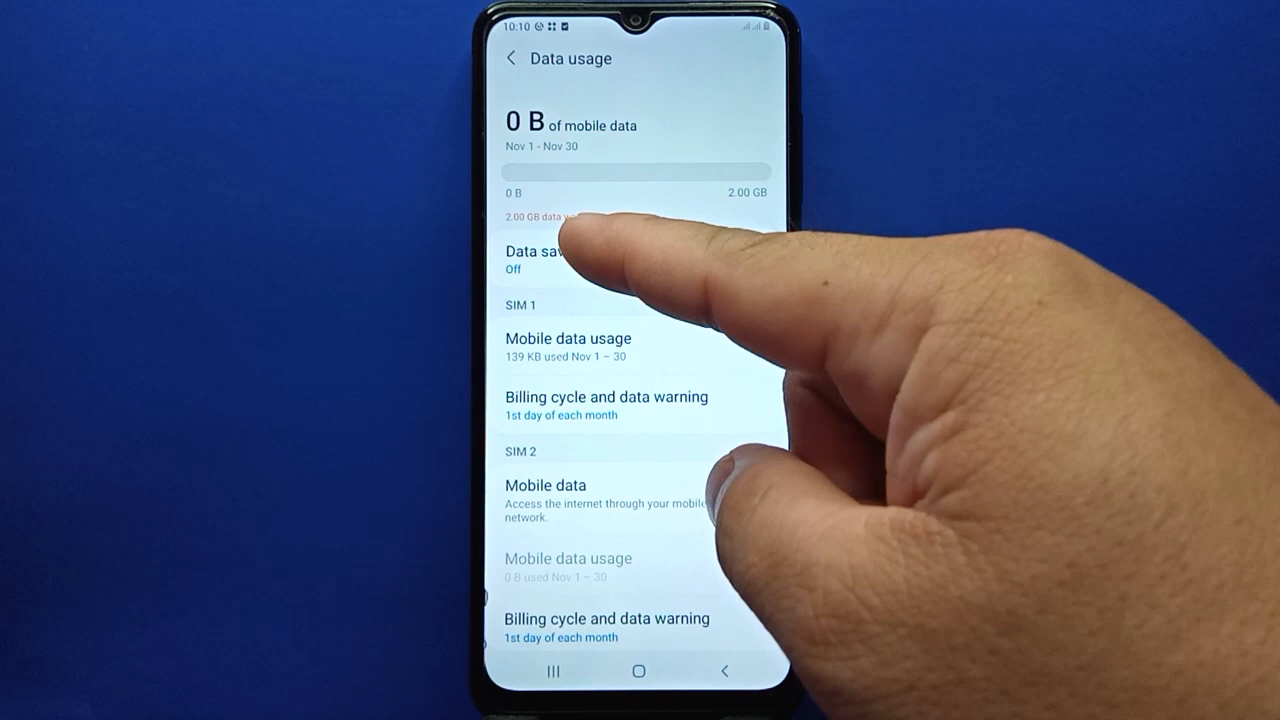 10:10
Data usage
0 B of mobile data
Nov 1 - Nov 30
0 B 2.00 GB
2.00 GB data
Data
Off
SIM 1
Mobile data usage
139 KB used Nov 1 – 30
Billing cycle and data warning
1st day of each month
SIM 2
Mobile data
Access the internet through your mobile
network.
Mobile data usage
0 B used Nov 1 – 30
Billing cycle and data warning
1st day of each month